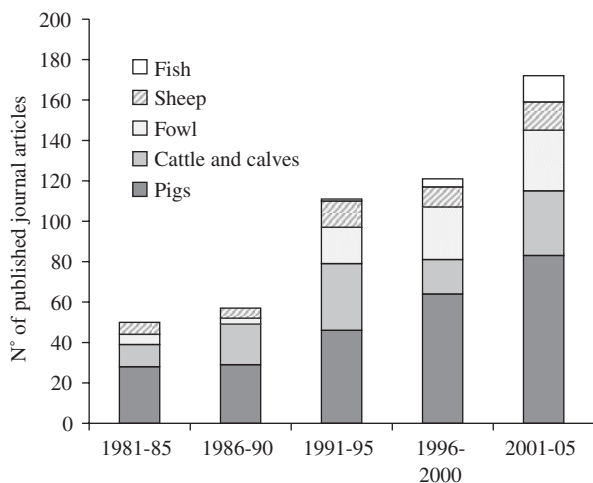 200
180
160
140
120
100
80
60
40
20
0
N° of published journal articles
Fish
Sheep
Fowl
Cattle and calves
Pigs
1981-85
1986-90
1991-95
1996-
2000
2001-05